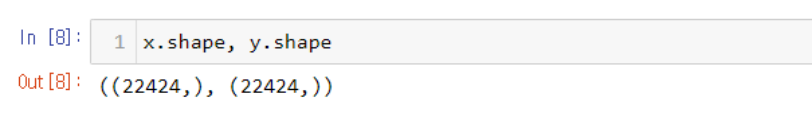 In [8]: 1 x.shape, y.shape
Out[8]: ((22424,), (22424,))